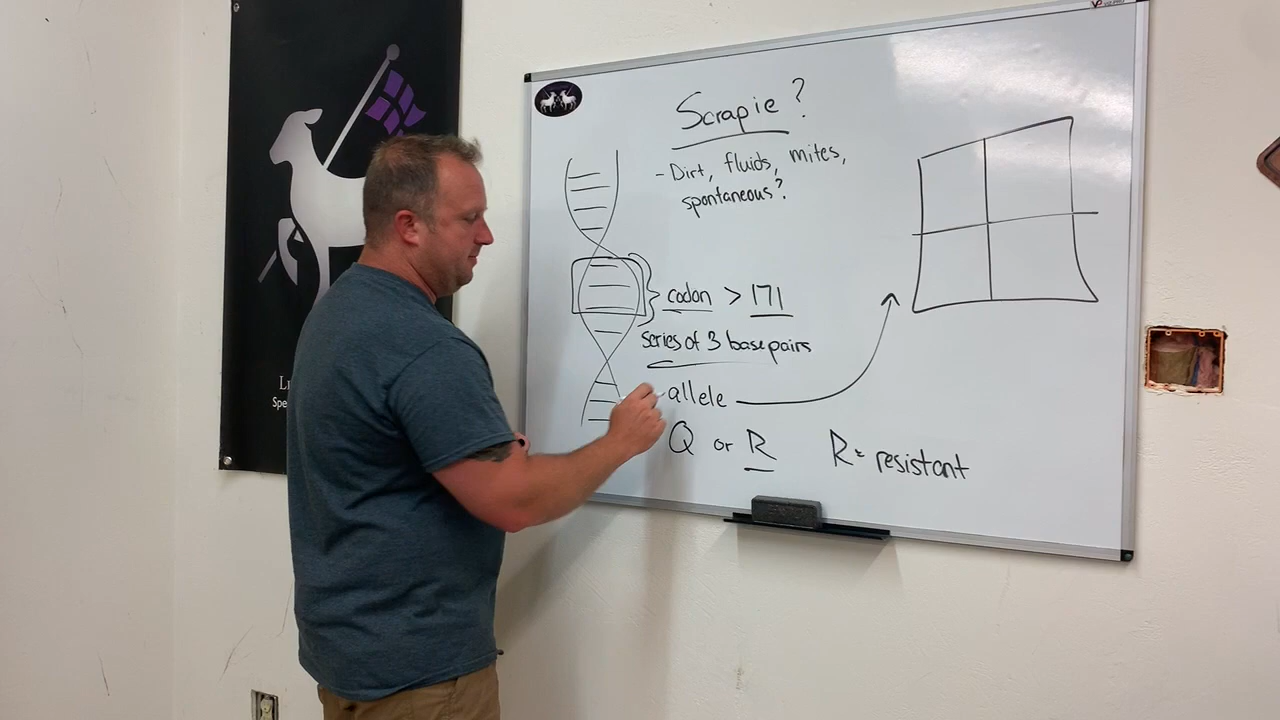 Scrapie?
- Dirt, fluids, mites,
spontaneous?
codon > 171
series of 3 base pairs
allele
Q or R
R = resistant